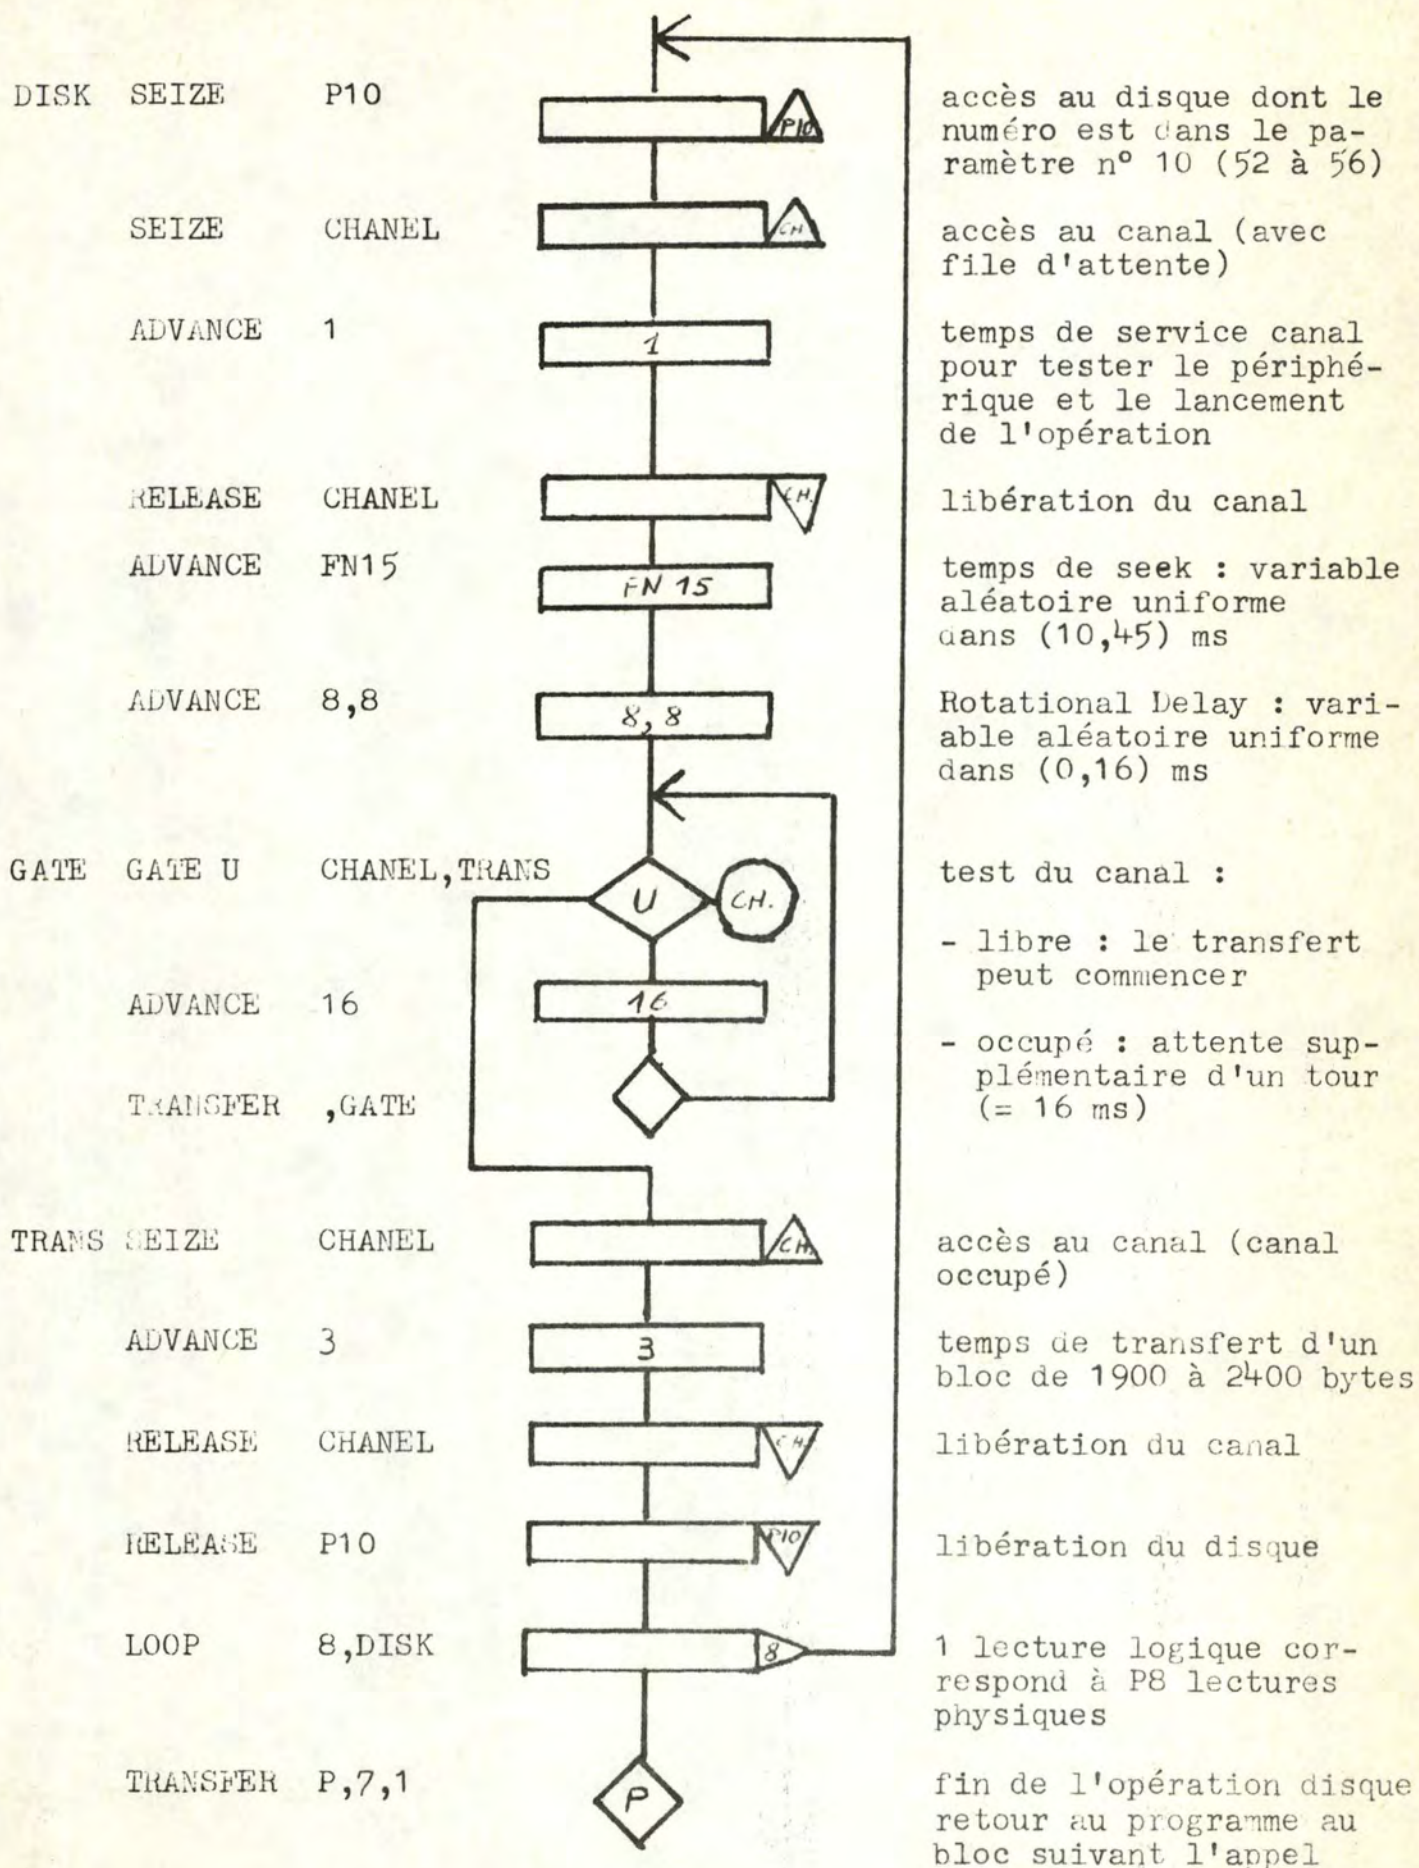 DISK SEIZE P10
P10
accès au disque dont le
numéro est dans le pa-
ramètre n° 10 (52 à 56)
SEIZE CHANEL
CH
accès au canal (avec
file d'attente)
ADVANCE 1
1
temps de service canal
pour tester le périphé-
rique et le lancement
de l'opération
RELEASE CHANEL
CH.
libération du canal
ADVANCE FN15
FN 15
temps de seek : variable
aléatoire uniforme
dans (10,45) ms
ADVANCE 8,8
8, 8
Rotational Delay : vari-
able aléatoire uniforme
dans (0,16) ms
GATE GATE U CHANEL,TRANS
U
CH.
test du canal :
- libre : le transfert
peut commencer
ADVANCE 16
16
- occupé : attente sup-
plémentaire d'un tour
(= 16 ms)
TRANSFER ,GATE
TRANS SEIZE CHANEL
CH.
accès au canal (canal
occupé)
ADVANCE 3
3
temps de transfert d'un
bloc de 1900 à 2400 bytes
RELEASE CHANEL
CH.
libération du canal
RELEASE P10
P10
libération du disque
LOOP 8,DISK
8
1 lecture logique cor-
respond à P8 lectures
physiques
TRANSFER P,7,1
P
fin de l'opération disque
retour au programme au
bloc suivant l'appel